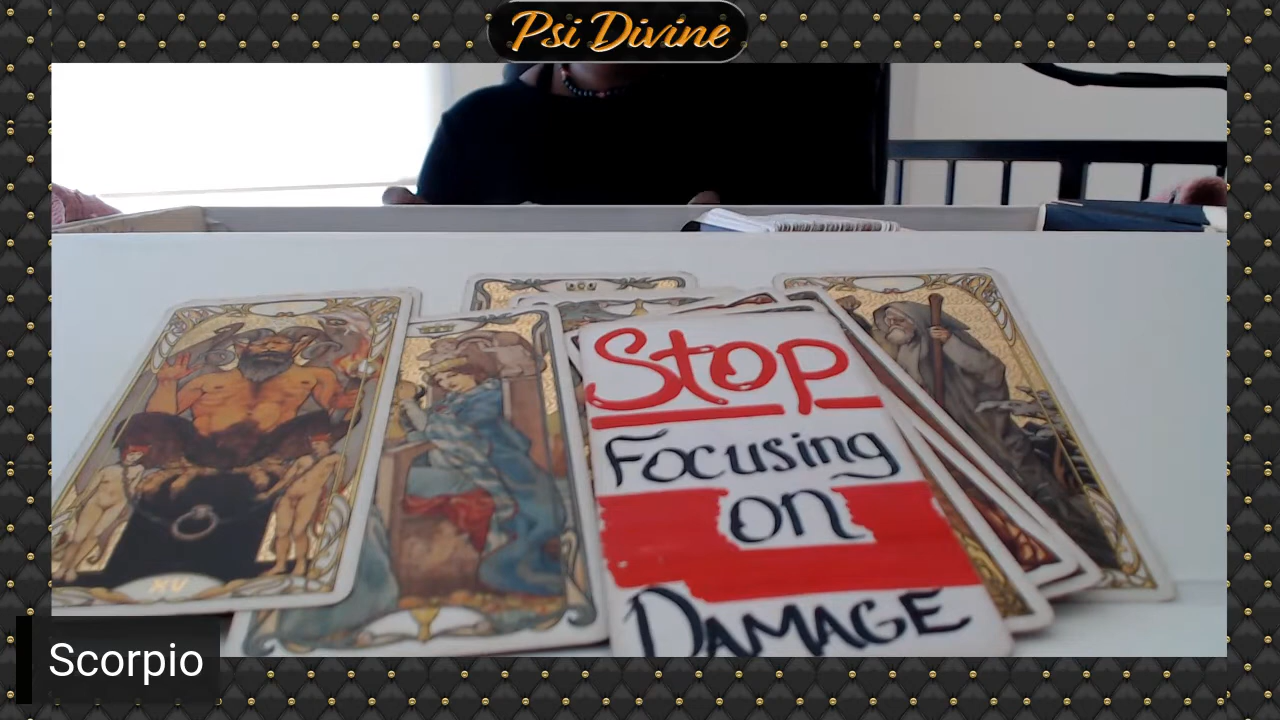 Psi Divine
Stop
Focusing
on
DAMAGE
XV
Scorpio